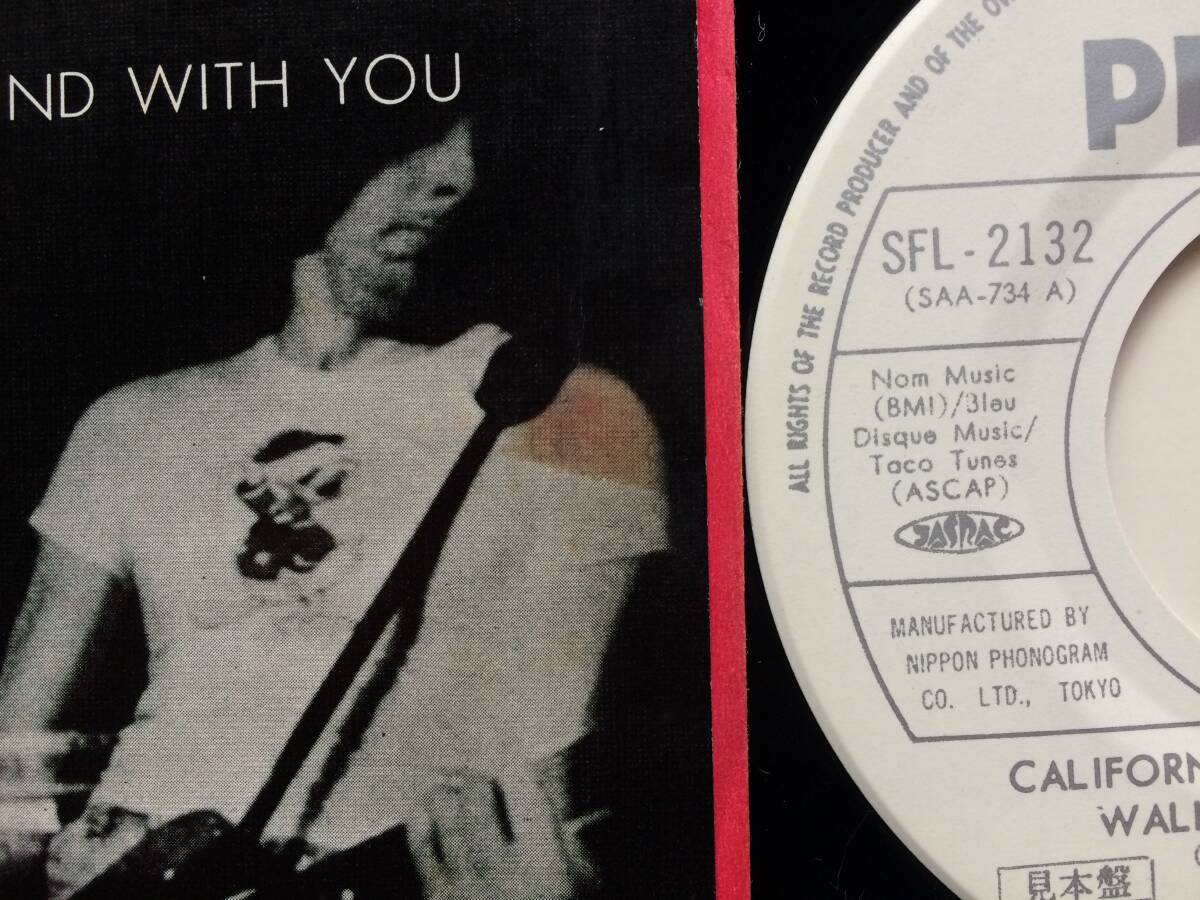 ND WITH YOU
ALL RIGHTS OF THE RECORD PRODUCER AND OF THE OW
SFL-2132
(SAA-734 A)
Nom Music
(BMI)/Bleu
Disque Music/
Taco Tunes
(ASCAP)
JASRAC
MANUFACTURED BY
NIPPON PHONOGRAM
CO. LTD., TOKYO
CALIFORN
WAL
見本盤